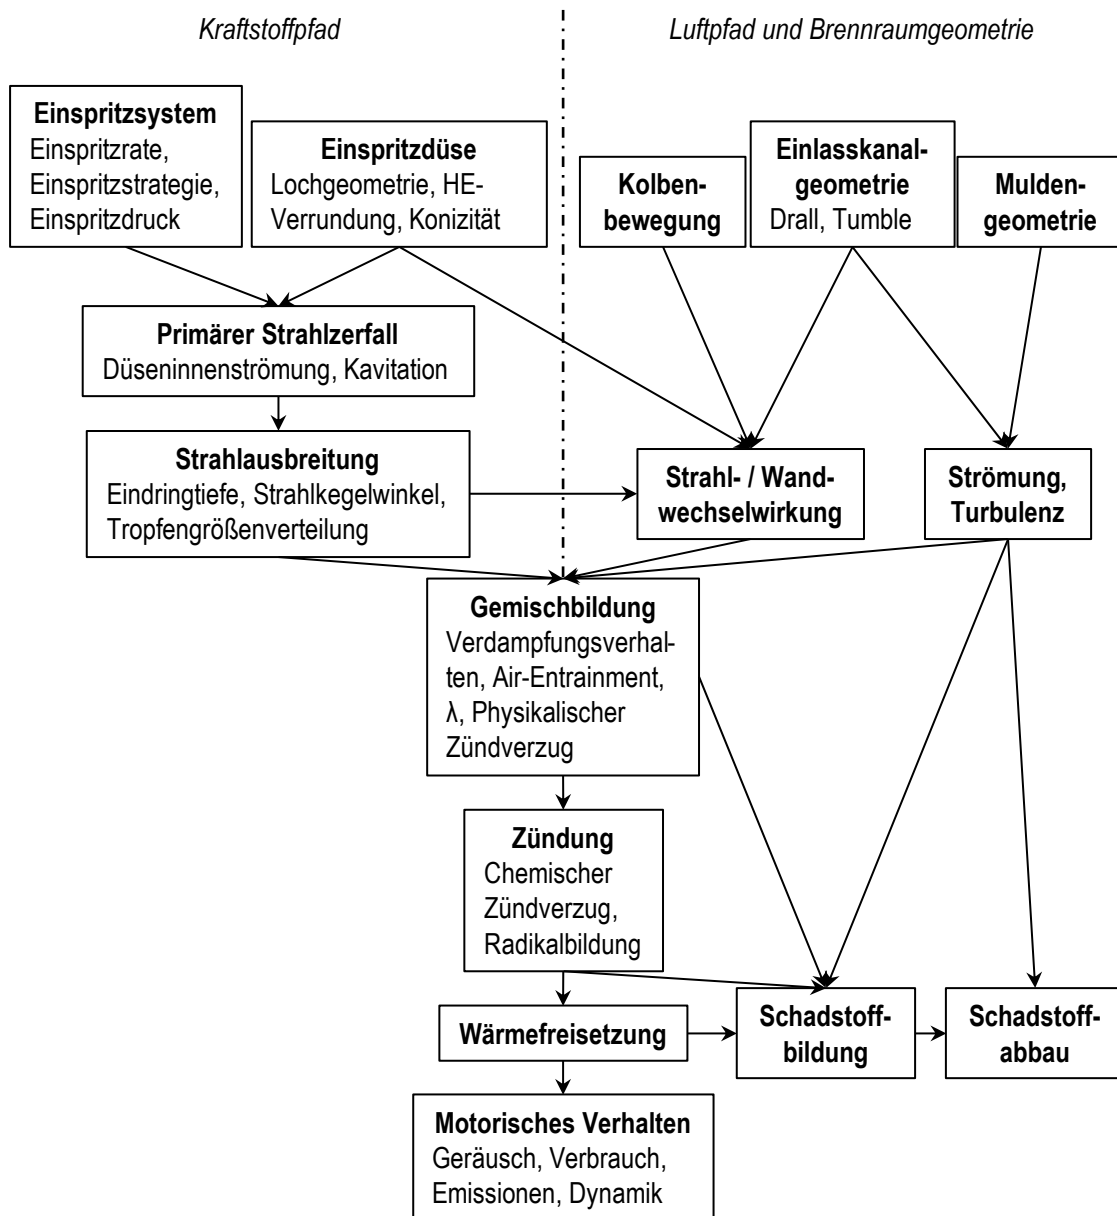 Kraftstoffpfad
Luftpfad und Brennraumgeometrie
Einspritzsystem
Einspritzrate,
Einspritzstrategie,
Einspritzdruck
Einspritzdüse
Lochgeometrie, HE-
Verrundung, Konizität
Kolben-
bewegung
Einlasskanal-
geometrie
Drall, Tumble
Mulden-
geometrie
Primärer Strahlzerfall
Düseninnenströmung, Kavitation
Strahlausbreitung
Eindringtiefe, Strahlkegelwinkel,
Tropfengrößenverteilung
Strahl- / Wand-
wechselwirkung
Strömung,
Turbulenz
Gemischbildung
Verdampfungsverhal-
ten, Air-Entrainment,
λ, Physikalischer
Zündverzug
Zündung
Chemischer
Zündverzug,
Radikalbildung
Wärmefreisetzung
Schadstoff-
bildung
Schadstoff-
abbau
Motorisches Verhalten
Geräusch, Verbrauch,
Emissionen, Dynamik